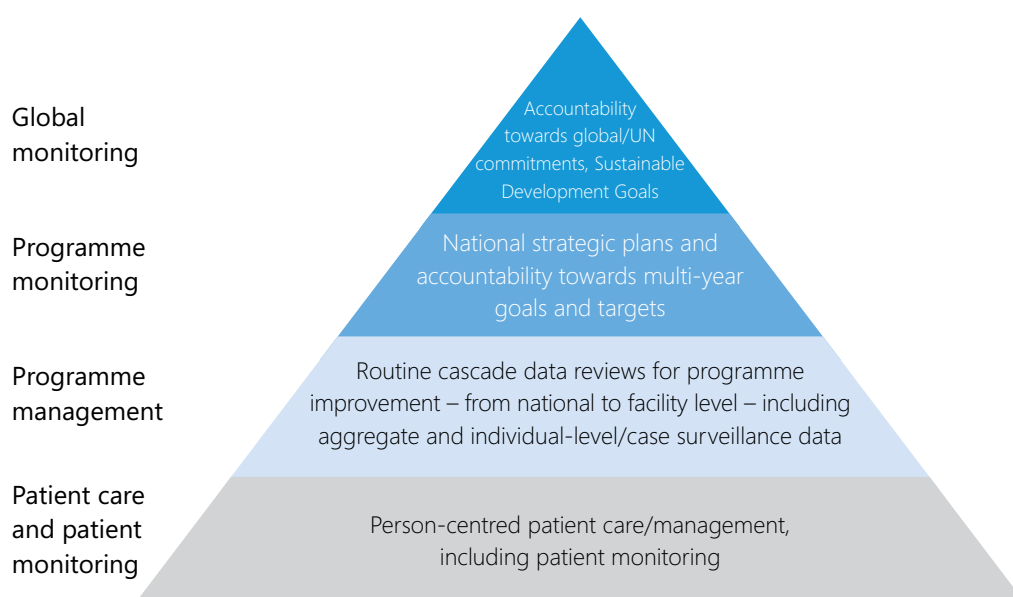 Global
monitoring
Accountability
towards global/UN
commitments, Sustainable
Development Goals
Programme
monitoring
National strategic plans and
accountability towards multi-year
goals and targets
Programme
management
Routine cascade data reviews for programme
improvement – from national to facility level – including
aggregate and individual-level/case surveillance data
Patient care
and patient
monitoring
Person-centred patient care/management,
including patient monitoring